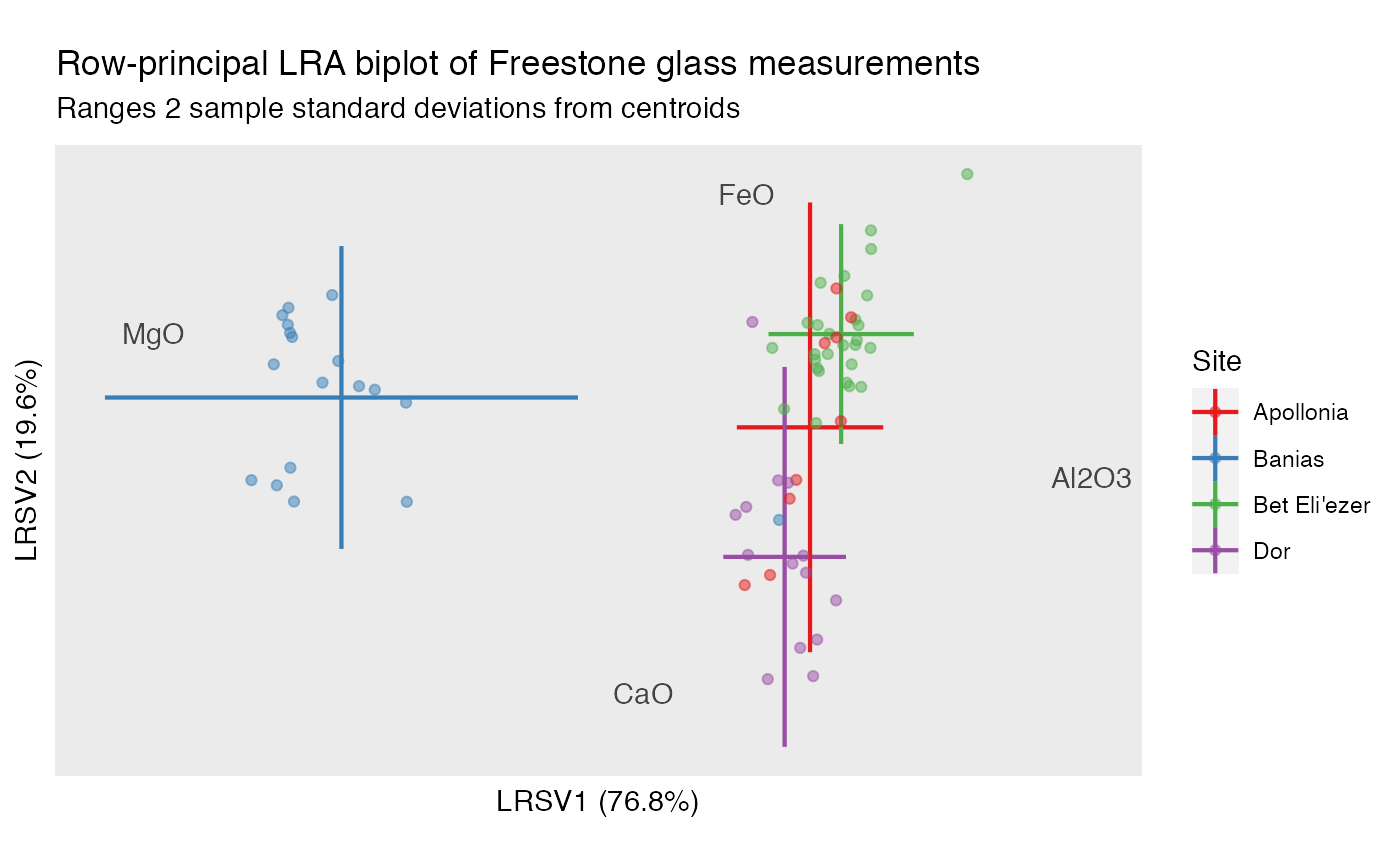 Row-principal LRA biplot of Freestone glass measurements
Ranges 2 sample standard deviations from centroids
FeO
MgO
Al2O3
CaO
LRSV2 (19.6%)
LRSV1 (76.8%)
Site
Apollonia
Banias
Bet Eli'ezer
Dor